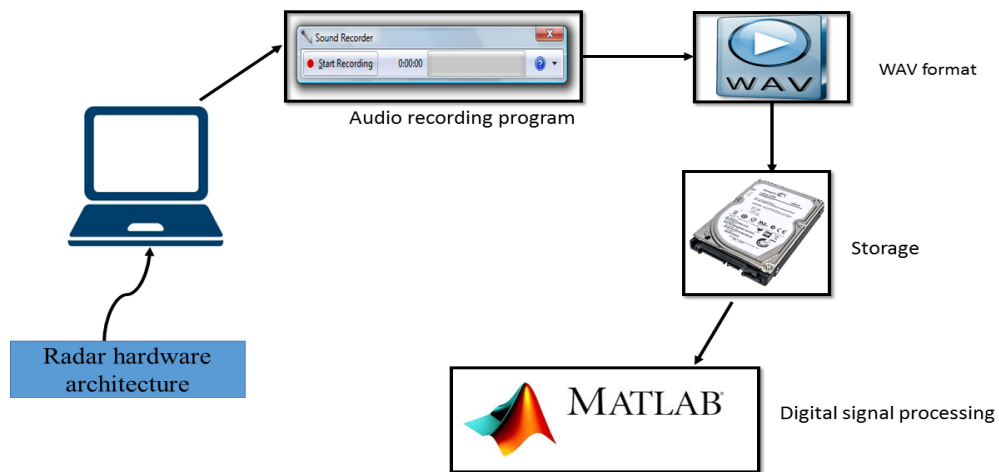 Sound Recorder
Start Recording
0:00:00
Audio recording program
WAV
WAV format
Storage
Radar hardware
architecture
MATLAB
Digital signal processing